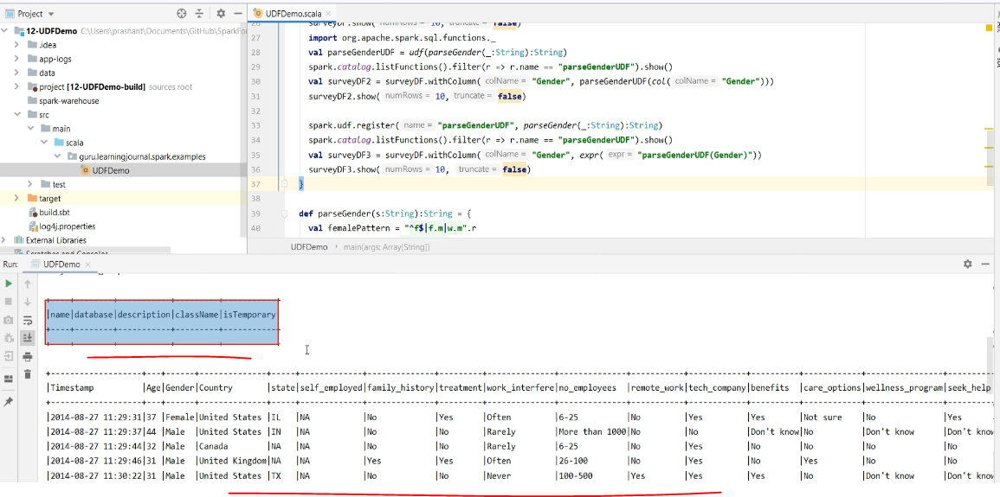 Project
12-UDFDemo C:\Users\prashant\Documents\GitHub\SparkFor
.idea
app-logs
data
project [12-UDFDemo-build] sources root
spark-warehouse
src
main
scala
guru.learningjournal.spark.examples
UDFDemo
test
target
build.sbt
log4j.properties
External Libraries
Scratches and Consoles
UDFDemo.scala
26 surveyDF.show( numRows = 10, truncate = false)
27 import org.apache.spark.sql.functions._
28 val parseGenderUDF = udf(parseGender(_:String):String)
29 spark.catalog.listFunctions().filter(r => r.name == "parseGenderUDF").show()
30 val surveyDF2 = surveyDF.withColumn( colName = "Gender", parseGenderUDF(col( colName = "Gender")))
31 surveyDF2.show( numRows = 10, truncate = false)
32
33 spark.udf.register( name = "parseGenderUDF", parseGender(_:String):String)
34 spark.catalog.listFunctions().filter(r => r.name == "parseGenderUDF").show()
35 val surveyDF3 = surveyDF.withColumn( colName = "Gender", expr( expr = "parseGenderUDF(Gender)"))
36 surveyDF3.show( numRows = 10, truncate = false)
37 }
38
39 def parseGender(s:String):String = {
40 val femalePattern = "^f$|f.m|w.m".r
UDFDemo › main(args: Array[String])
Run: UDFDemo
+----+--------+-----------+---------+-----------+
|name|database|description|className|isTemporary|
+----+--------+-----------+---------+-----------+
+----+--------+-----------+---------+-----------+
|Timestamp |Age|Gender|Country |state|self_employed|family_history|treatment|work_interfere|no_employees |remote_work|tech_company|benefits |care_options|wellness_program|seek_help
|2014-08-27 11:29:31|37 |Female|United States |IL |NA |No |Yes |Often |6-25 |No |Yes |Yes |Not sure |No |Yes
|2014-08-27 11:29:37|44 |Male |United States |IN |NA |No |No |Rarely |More than 1000|No |No |Don't know|No |Don't know |Don't kno
|2014-08-27 11:29:44|32 |Male |Canada |NA |NA |No |No |Rarely |6-25 |No |Yes |No |No |No |No
|2014-08-27 11:29:46|31 |Male |United Kingdom|NA |NA |Yes |Yes |Often |26-100 |No |Yes |No |Yes |No |No
|2014-08-27 11:30:22|31 |Male |United States |TX |NA |No |No |Never |100-500 |Yes |Yes |Yes |No |Don't know |Don't kno